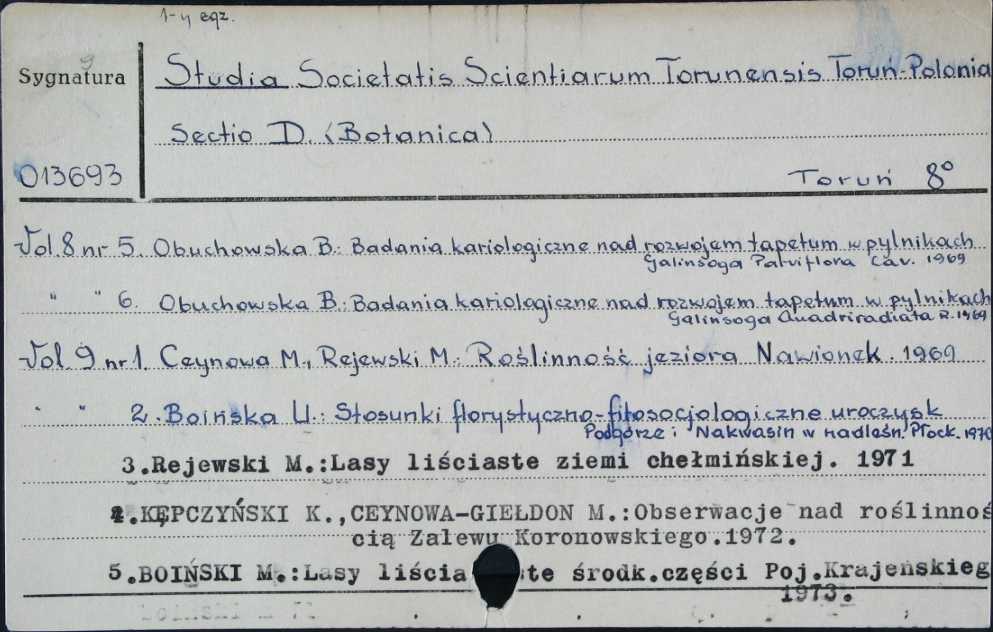 1-y egz.
Sygnatura
Studia Societatis Scientiarum Torunensis Toruń-Polonia
Sectio D. (Botanica)
013693
Toruń 8°
Vol. 8 nr 5. Obuchowska B.: Badania kariologiczne nad rozwojem tapetum w pylnikach
Galinsoga Parviflora Cav. 1969
" " 6. Obuchowska B.: Badania kariologiczne nad rozwojem tapetum w pylnikach
Galinsoga Quadriradiata R. 1969
Vol. 9 nr 1. Ceynowa M., Rejewski M.: Roślinność jeziora Nawionek. 1969
" " 2. Boińska U.: Stosunki florystyczno-fitosocjologiczne uroczysk
Podgórze i Nakwasin w nadleśn. Płock. 1970
3.Rejewski M.:Lasy liściaste ziemi chełmińskiej. 1971
4.KĘPCZYŃSKI K.,CEYNOWA-GIEŁDON M.:Obserwacje nad roślinnoś
cią Zalewu Koronowskiego.1972.
5.BOIŃSKI M.:Lasy liścia te środk.części Poj.Krajeńskieg
1973.